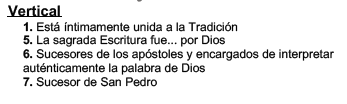 Vertical
1. Está íntimamente unida a la Tradición
5. La sagrada Escritura fue... por Dios
6. Sucesores de los apóstoles y encargados de interpretar
auténticamente la palabra de Dios
7. Sucesor de San Pedro